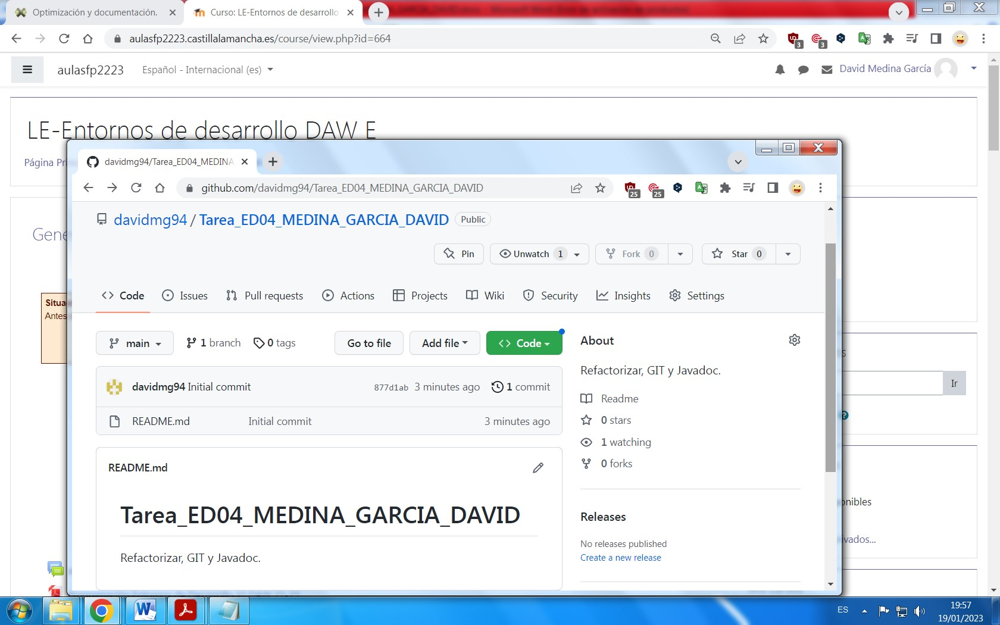 Optimización y documentación.
Curso: LE-Entornos de desarrollo
aulasfp2223.castillalamancha.es/course/view.php?id=664
3
3
aulasfp2223
Español - Internacional (es)
David Medina García
LE-Entornos de desarrollo DAW E
Página Pr
davidmg94/Tarea_ED04_MEDINA
github.com/davidmg94/Tarea_ED04_MEDINA_GARCIA_DAVID
25
25
davidmg94 / Tarea_ED04_MEDINA_GARCIA_DAVID Public
Gene
Pin
Unwatch 1
Fork 0
Star 0
Code
Issues
Pull requests
Actions
Projects
Wiki
Security
Insights
Settings
Situa
Antes
main
1 branch
0 tags
Go to file
Add file
Code
About
Refactorizar, GIT y Javadoc.
davidmg94 Initial commit
877d1ab 3 minutes ago
1 commit
Ir
Readme
README.md
Initial commit
3 minutes ago
0 stars
1 watching
0 forks
README.md
Tarea_ED04_MEDINA_GARCIA_DAVID
Refactorizar, GIT y Javadoc.
Releases
No releases published
Create a new release
onibles
ivados...
ES
19:57
19/01/2023